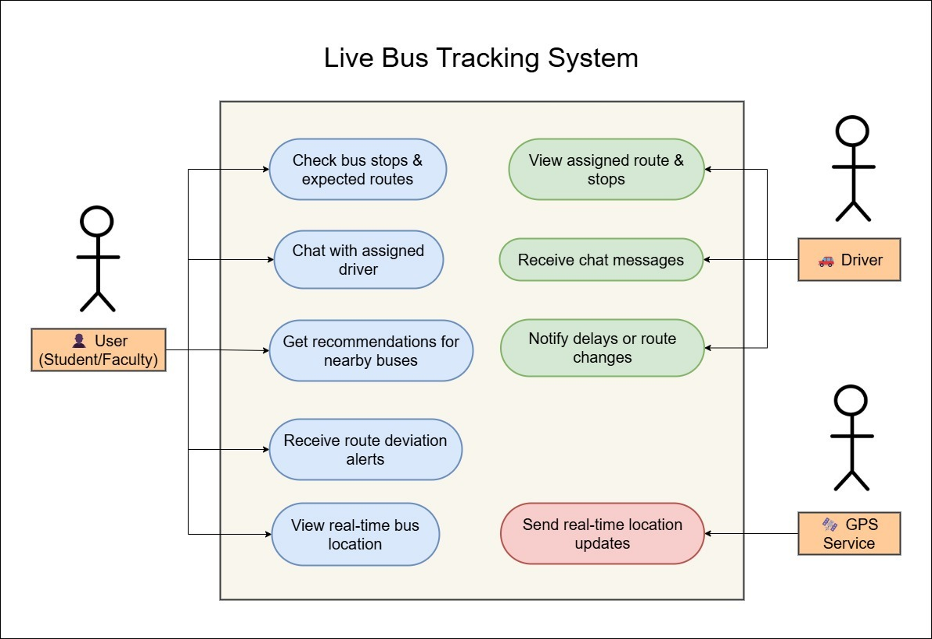 Live Bus Tracking System
Check bus stops &
expected routes
Chat with assigned
driver
Get recommendations for
nearby buses
Receive route deviation
alerts
View real-time bus
location
View assigned route &
stops
Receive chat messages
Notify delays or route
changes
Send real-time location
updates
User
(Student/Faculty)
Driver
GPS
Service